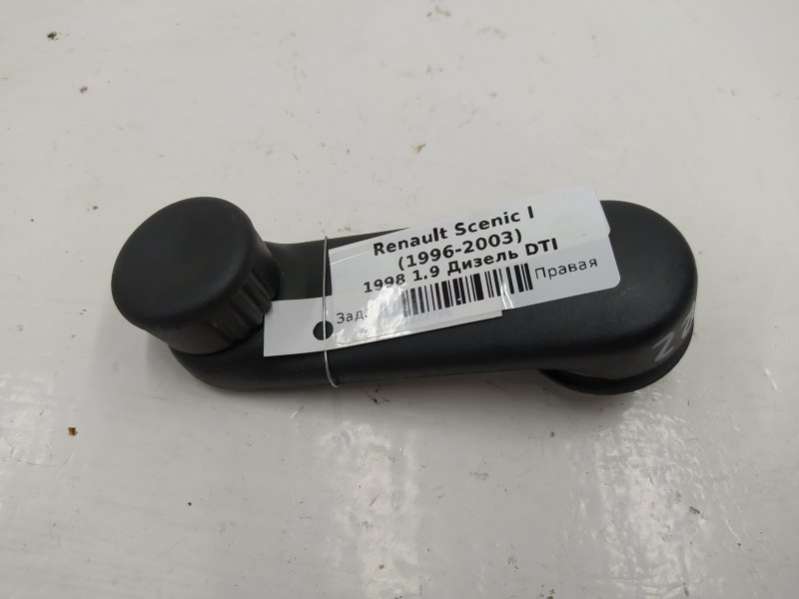 Renault Scenic I
(1996-2003)
1998 1.9 Дизель DTI
Правая